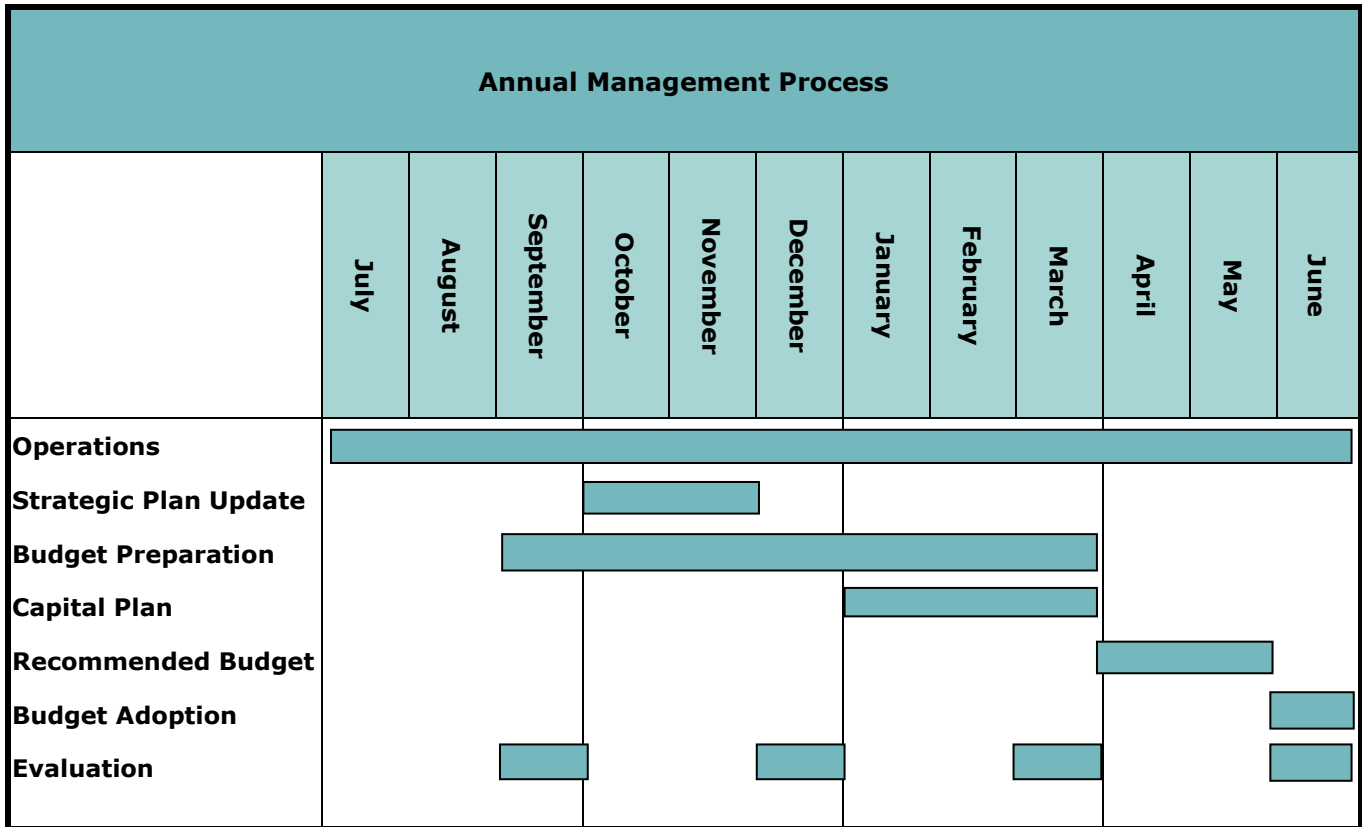 Annual Management Process
July
August
September
October
November
December
January
February
March
April
May
June
Operations
Strategic Plan Update
Budget Preparation
Capital Plan
Recommended Budget
Budget Adoption
Evaluation